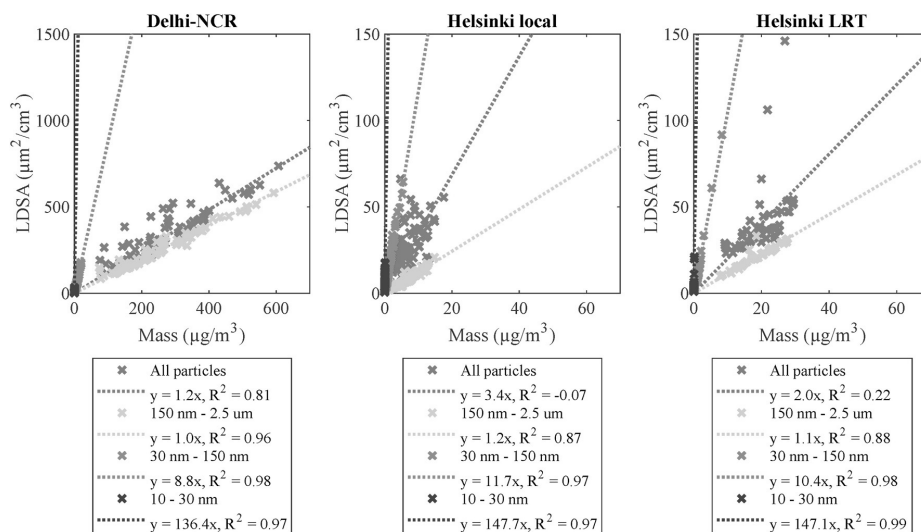 Delhi-NCR
1500
1000
500
0
LDSA (μm²/cm³)
0 200 400 600
Mass (μg/m³)
All particles
y = 1.2x, R² = 0.81
150 nm - 2.5 um
y = 1.0x, R² = 0.96
30 nm - 150 nm
y = 8.8x, R² = 0.98
10 - 30 nm
y = 136.4x, R² = 0.97
Helsinki local
150
100
50
0
LDSA (μm²/cm³)
0 20 40 60
Mass (μg/m³)
All particles
y = 3.4x, R² = -0.07
150 nm - 2.5 um
y = 1.2x, R² = 0.87
30 nm - 150 nm
y = 11.7x, R² = 0.97
10 - 30 nm
y = 147.7x, R² = 0.97
Helsinki LRT
150
100
50
0
LDSA (μm²/cm³)
0 20 40 60
Mass (μg/m³)
All particles
y = 2.0x, R² = 0.22
150 nm - 2.5 um
y = 1.1x, R² = 0.88
30 nm - 150 nm
y = 10.4x, R² = 0.98
10 - 30 nm
y = 147.1x, R² = 0.99